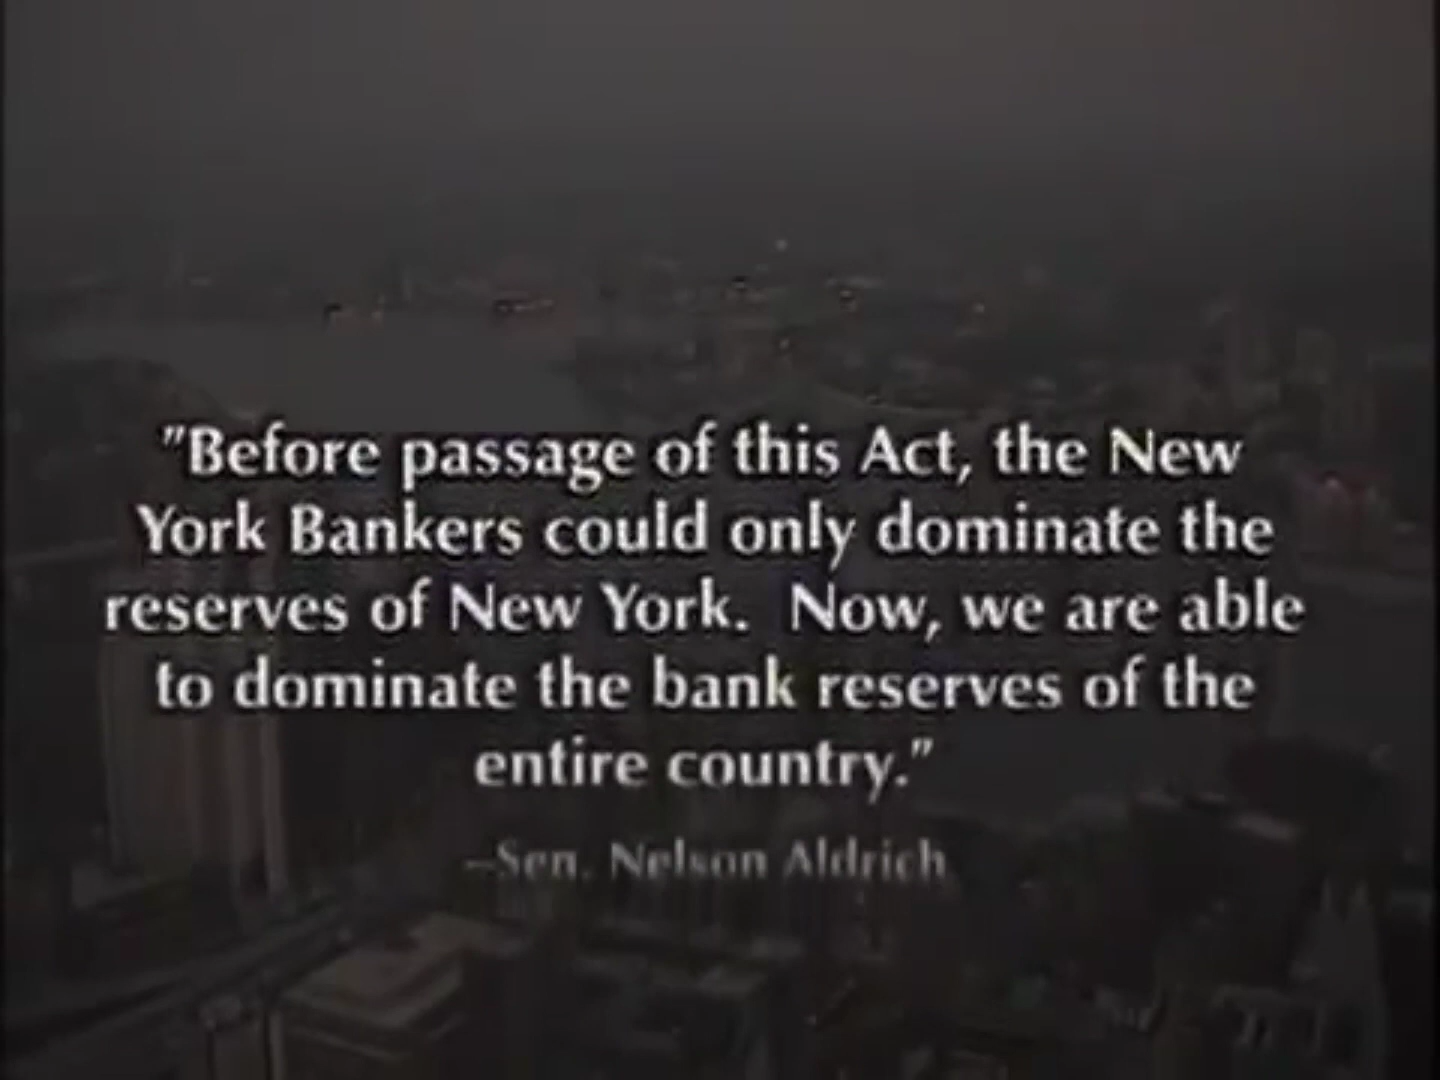 "Before passage of this Act, the New
York Bankers could only dominate the
reserves of New York.  Now, we are able
to dominate the bank reserves of the
entire country."
–Sen. Nelson Aldrich